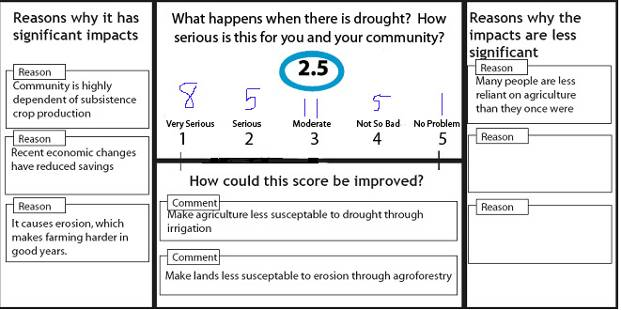 Reasons why it has
significant impacts
Reason
Community is highly
dependent of subsistence
crop production
Reason
Recent economic changes
have reduced savings
Reason
It causes erosion, which
makes farming harder in
good years.
What happens when there is drought? How
serious is this for you and your community?
2.5
8 5 11 5 1
Very Serious Serious Moderate Not So Bad No Problem
1 2 3 4 5
How could this score be improved?
Comment
Make agriculture less susceptible to drought through
irrigation
Comment
Make lands less susceptible to erosion through agroforestry
Reasons why the
impacts are less
significant
Reason
Many people are less
reliant on agriculture
than they once were
Reason
Reason